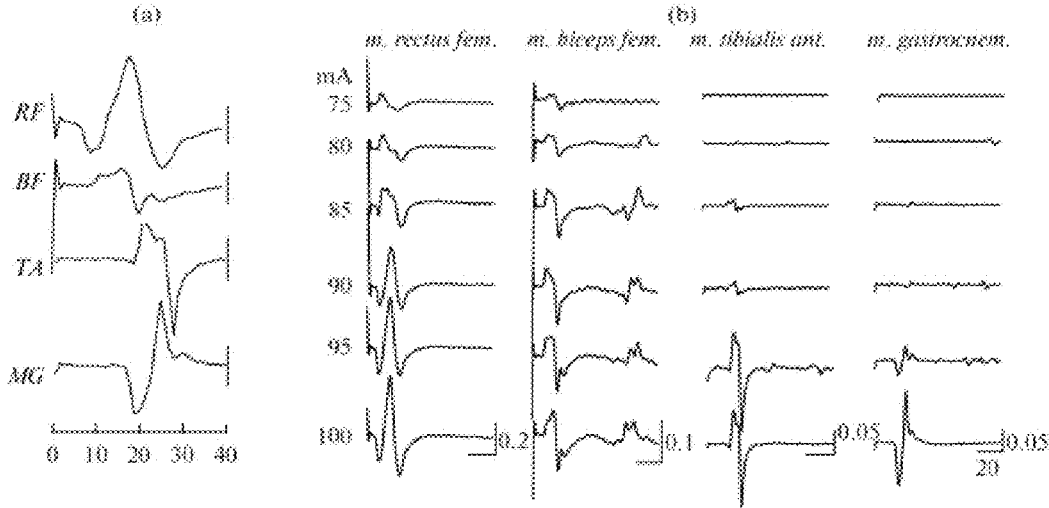 (a)
(b)
m. rectus fem. m. biceps fem. m. tibialis ant. m. gastrocnem.
mA
RF
BF
TA
MG
0 10 20 30 40
75
80
85
90
95
100
0.2
0.1
0.05
0.05
20